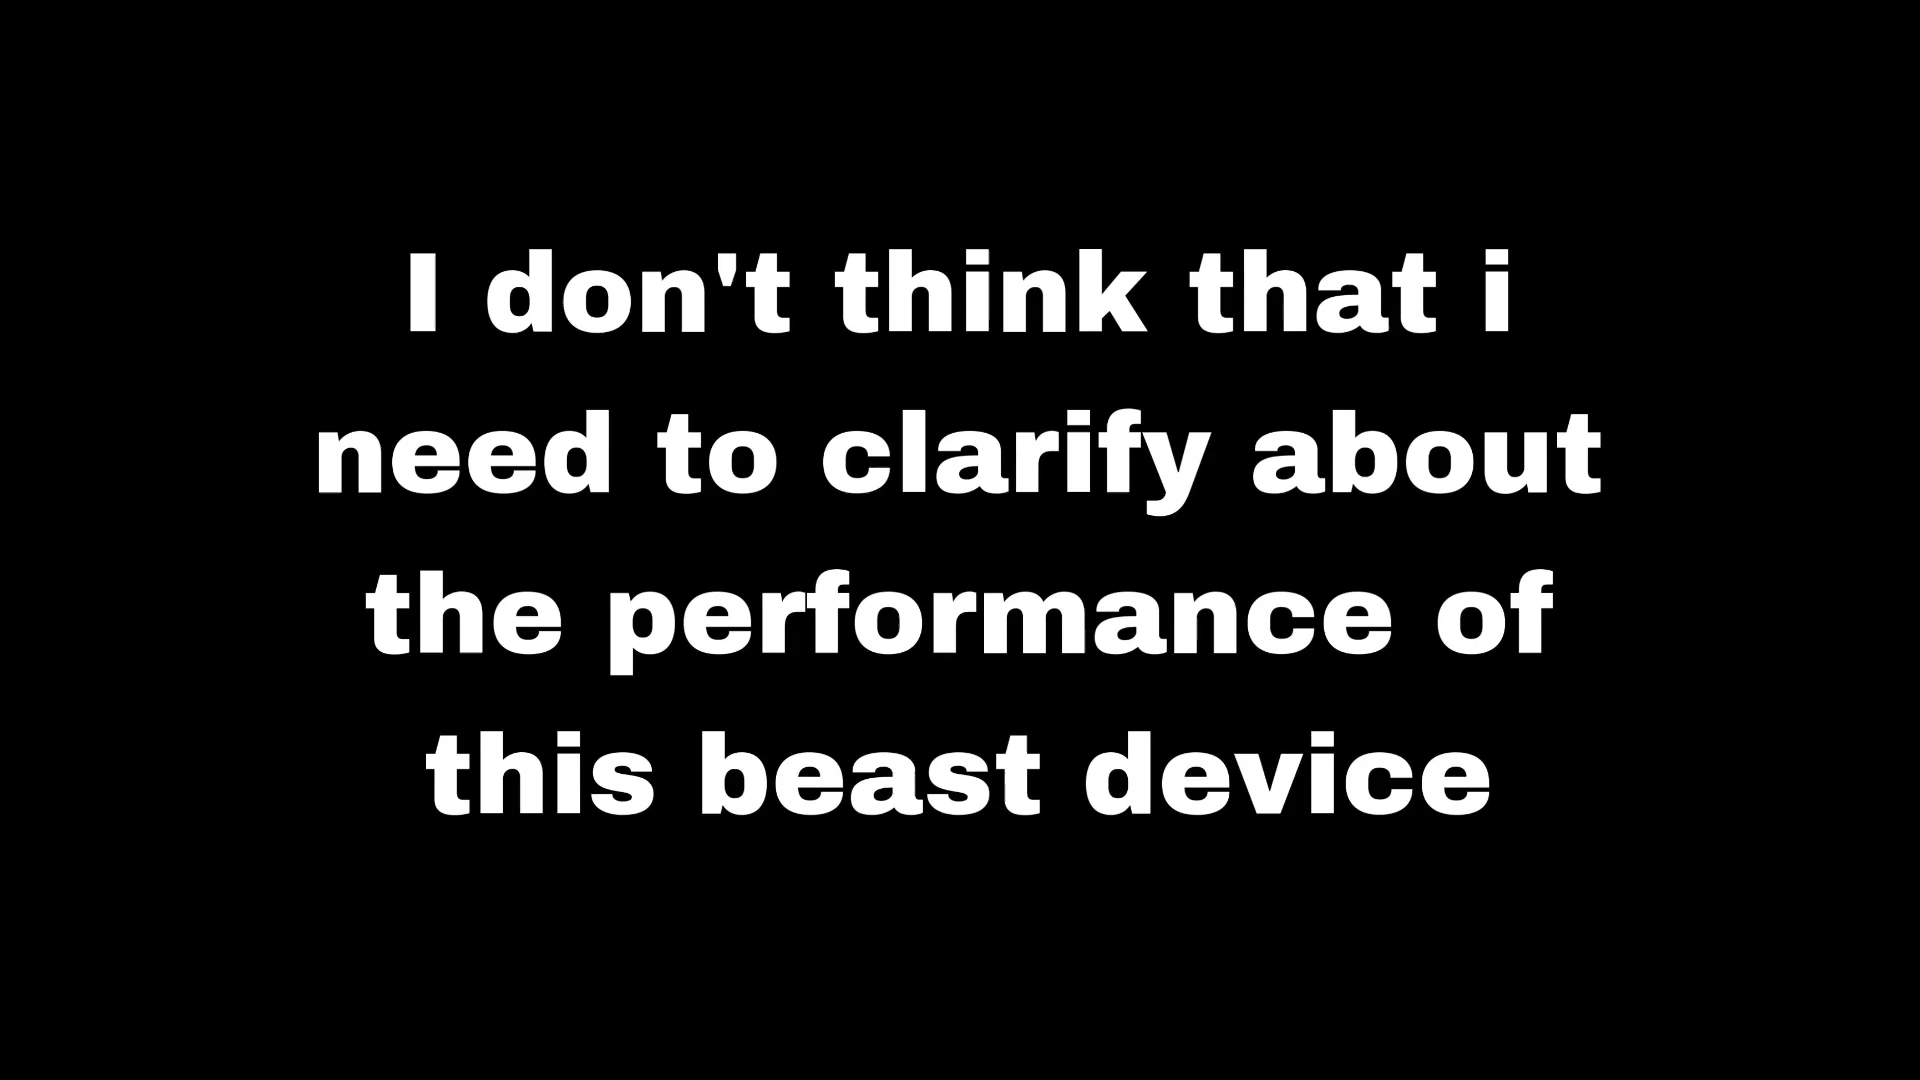 I don't think that i
need to clarify about
the performance of
this beast device